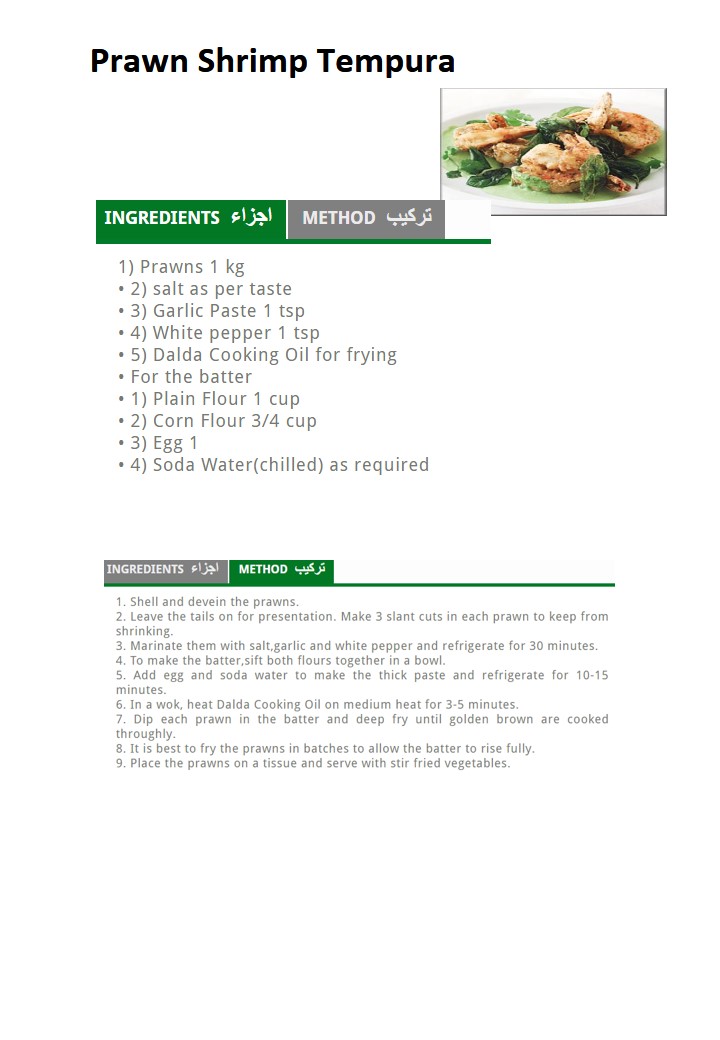 Prawn Shrimp Tempura
INGREDIENTS اجزاء METHOD ترکیب
1) Prawns 1 kg
• 2) salt as per taste
• 3) Garlic Paste 1 tsp
• 4) White pepper 1 tsp
• 5) Dalda Cooking Oil for frying
• For the batter
• 1) Plain Flour 1 cup
• 2) Corn Flour 3/4 cup
• 3) Egg 1
• 4) Soda Water(chilled) as required
INGREDIENTS اجزاء METHOD ترکیب
1. Shell and devein the prawns.
2. Leave the tails on for presentation. Make 3 slant cuts in each prawn to keep from
shrinking.
3. Marinate them with salt,garlic and white pepper and refrigerate for 30 minutes.
4. To make the batter,sift both flours together in a bowl.
5. Add egg and soda water to make the thick paste and refrigerate for 10-15
minutes.
6. In a wok, heat Dalda Cooking Oil on medium heat for 3-5 minutes.
7. Dip each prawn in the batter and deep fry until golden brown are cooked
throughly.
8. It is best to fry the prawns in batches to allow the batter to rise fully.
9. Place the prawns on a tissue and serve with stir fried vegetables.